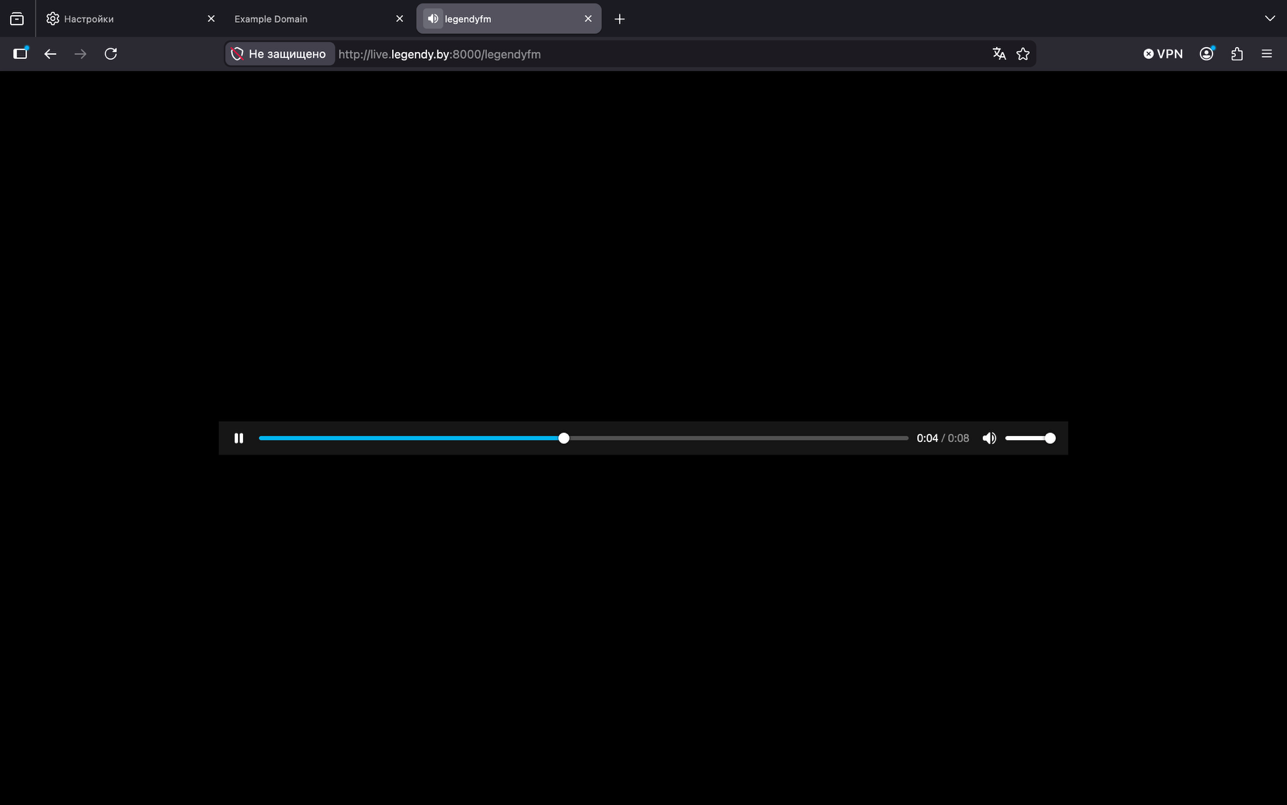 Настройки
Example Domain
legendyfm
Не защищено
http://live.legendy.by:8000/legendyfm
VPN
0:04 / 0:08